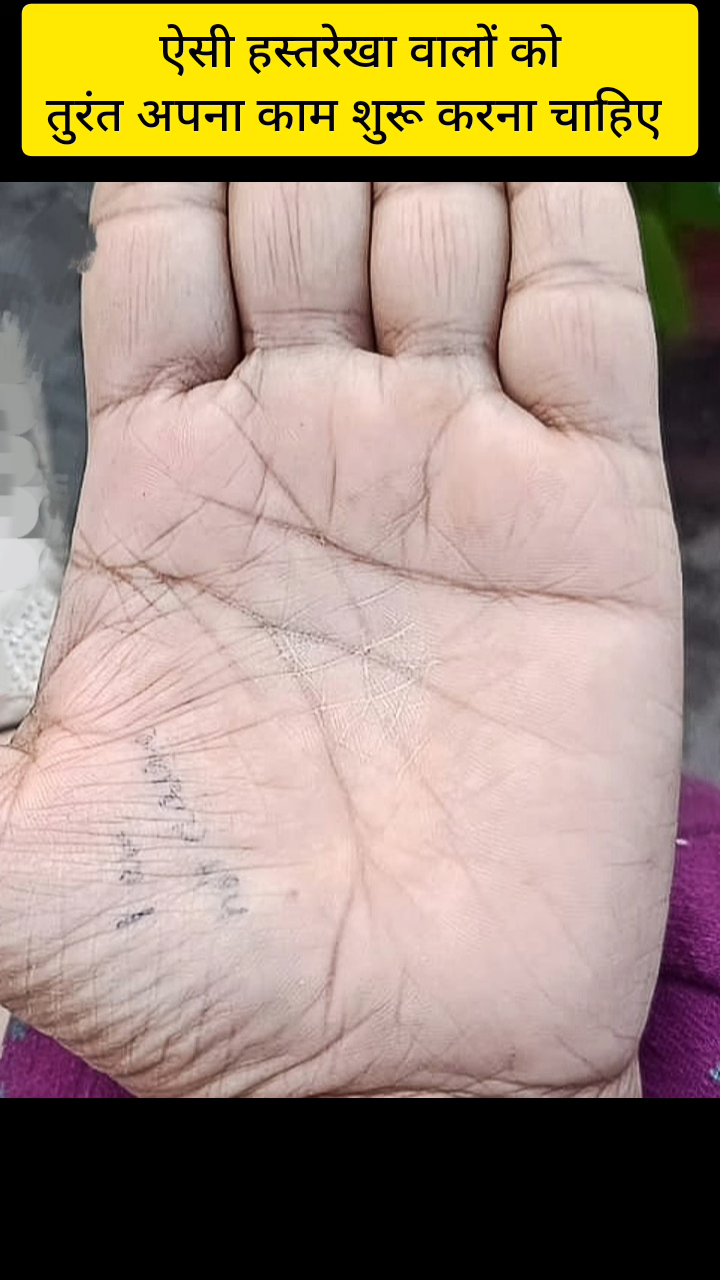 ऐसी हस्तरेखा वालों को
तुरंत अपना काम शुरू करना चाहिए